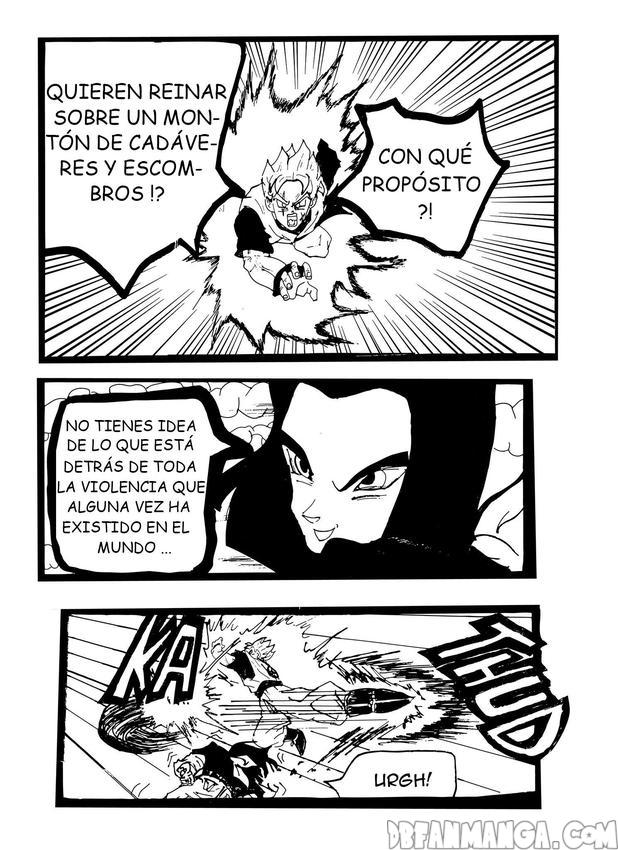 QUIEREN REINAR
SOBRE UN MON-
TÓN DE CADÁVE-
RES Y ESCOM-
BROS !?
CON QUÉ
PROPÓSITO
?!
NO TIENES IDEA
DE LO QUE ESTÁ
DETRÁS DE TODA
LA VIOLENCIA QUE
ALGUNA VEZ HA
EXISTIDO EN EL
MUNDO ...
KA
THUD
URGH!
DBFANMANGA.COM